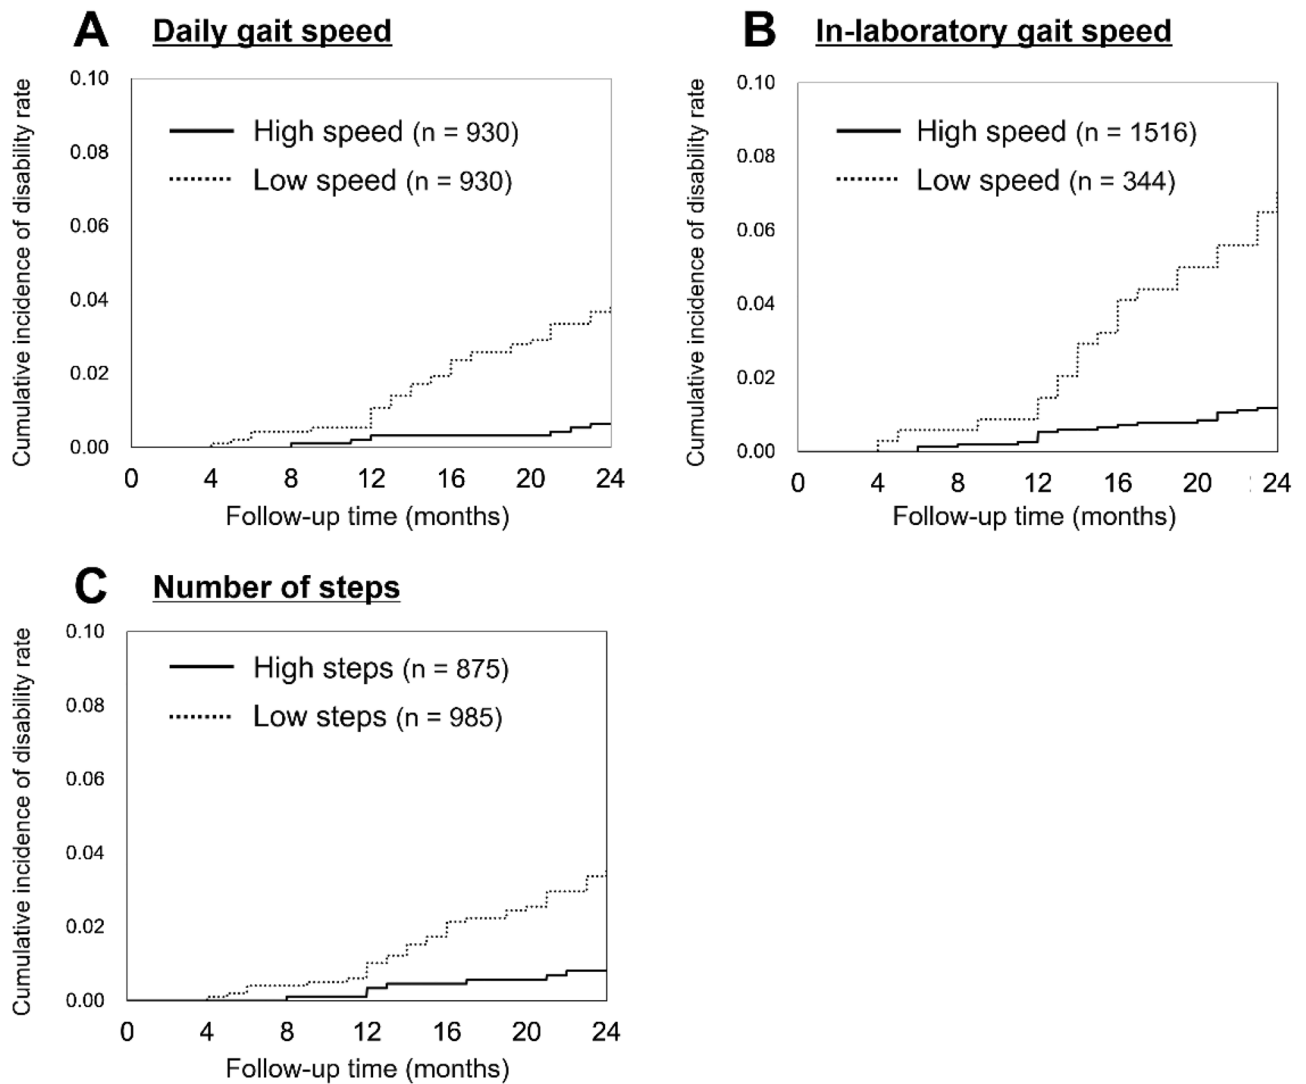 A Daily gait speed
Cumulative incidence of disability rate
0.10
0.08
0.06
0.04
0.02
0.00
High speed (n = 930)
Low speed (n = 930)
0 4 8 12 16 20 24
Follow-up time (months)
B In-laboratory gait speed
Cumulative incidence of disability rate
0.10
0.08
0.06
0.04
0.02
0.00
High speed (n = 1516)
Low speed (n = 344)
0 4 8 12 16 20 24
Follow-up time (months)
C Number of steps
Cumulative incidence of disability rate
0.10
0.08
0.06
0.04
0.02
0.00
High steps (n = 875)
Low steps (n = 985)
0 4 8 12 16 20 24
Follow-up time (months)